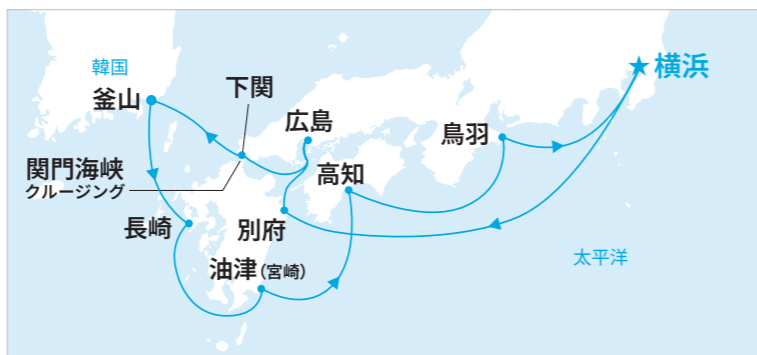 韓国
釜山
下関
広島
鳥羽
★横浜
関門海峡
クルージング
高知
長崎
別府
油津(宮崎)
太平洋